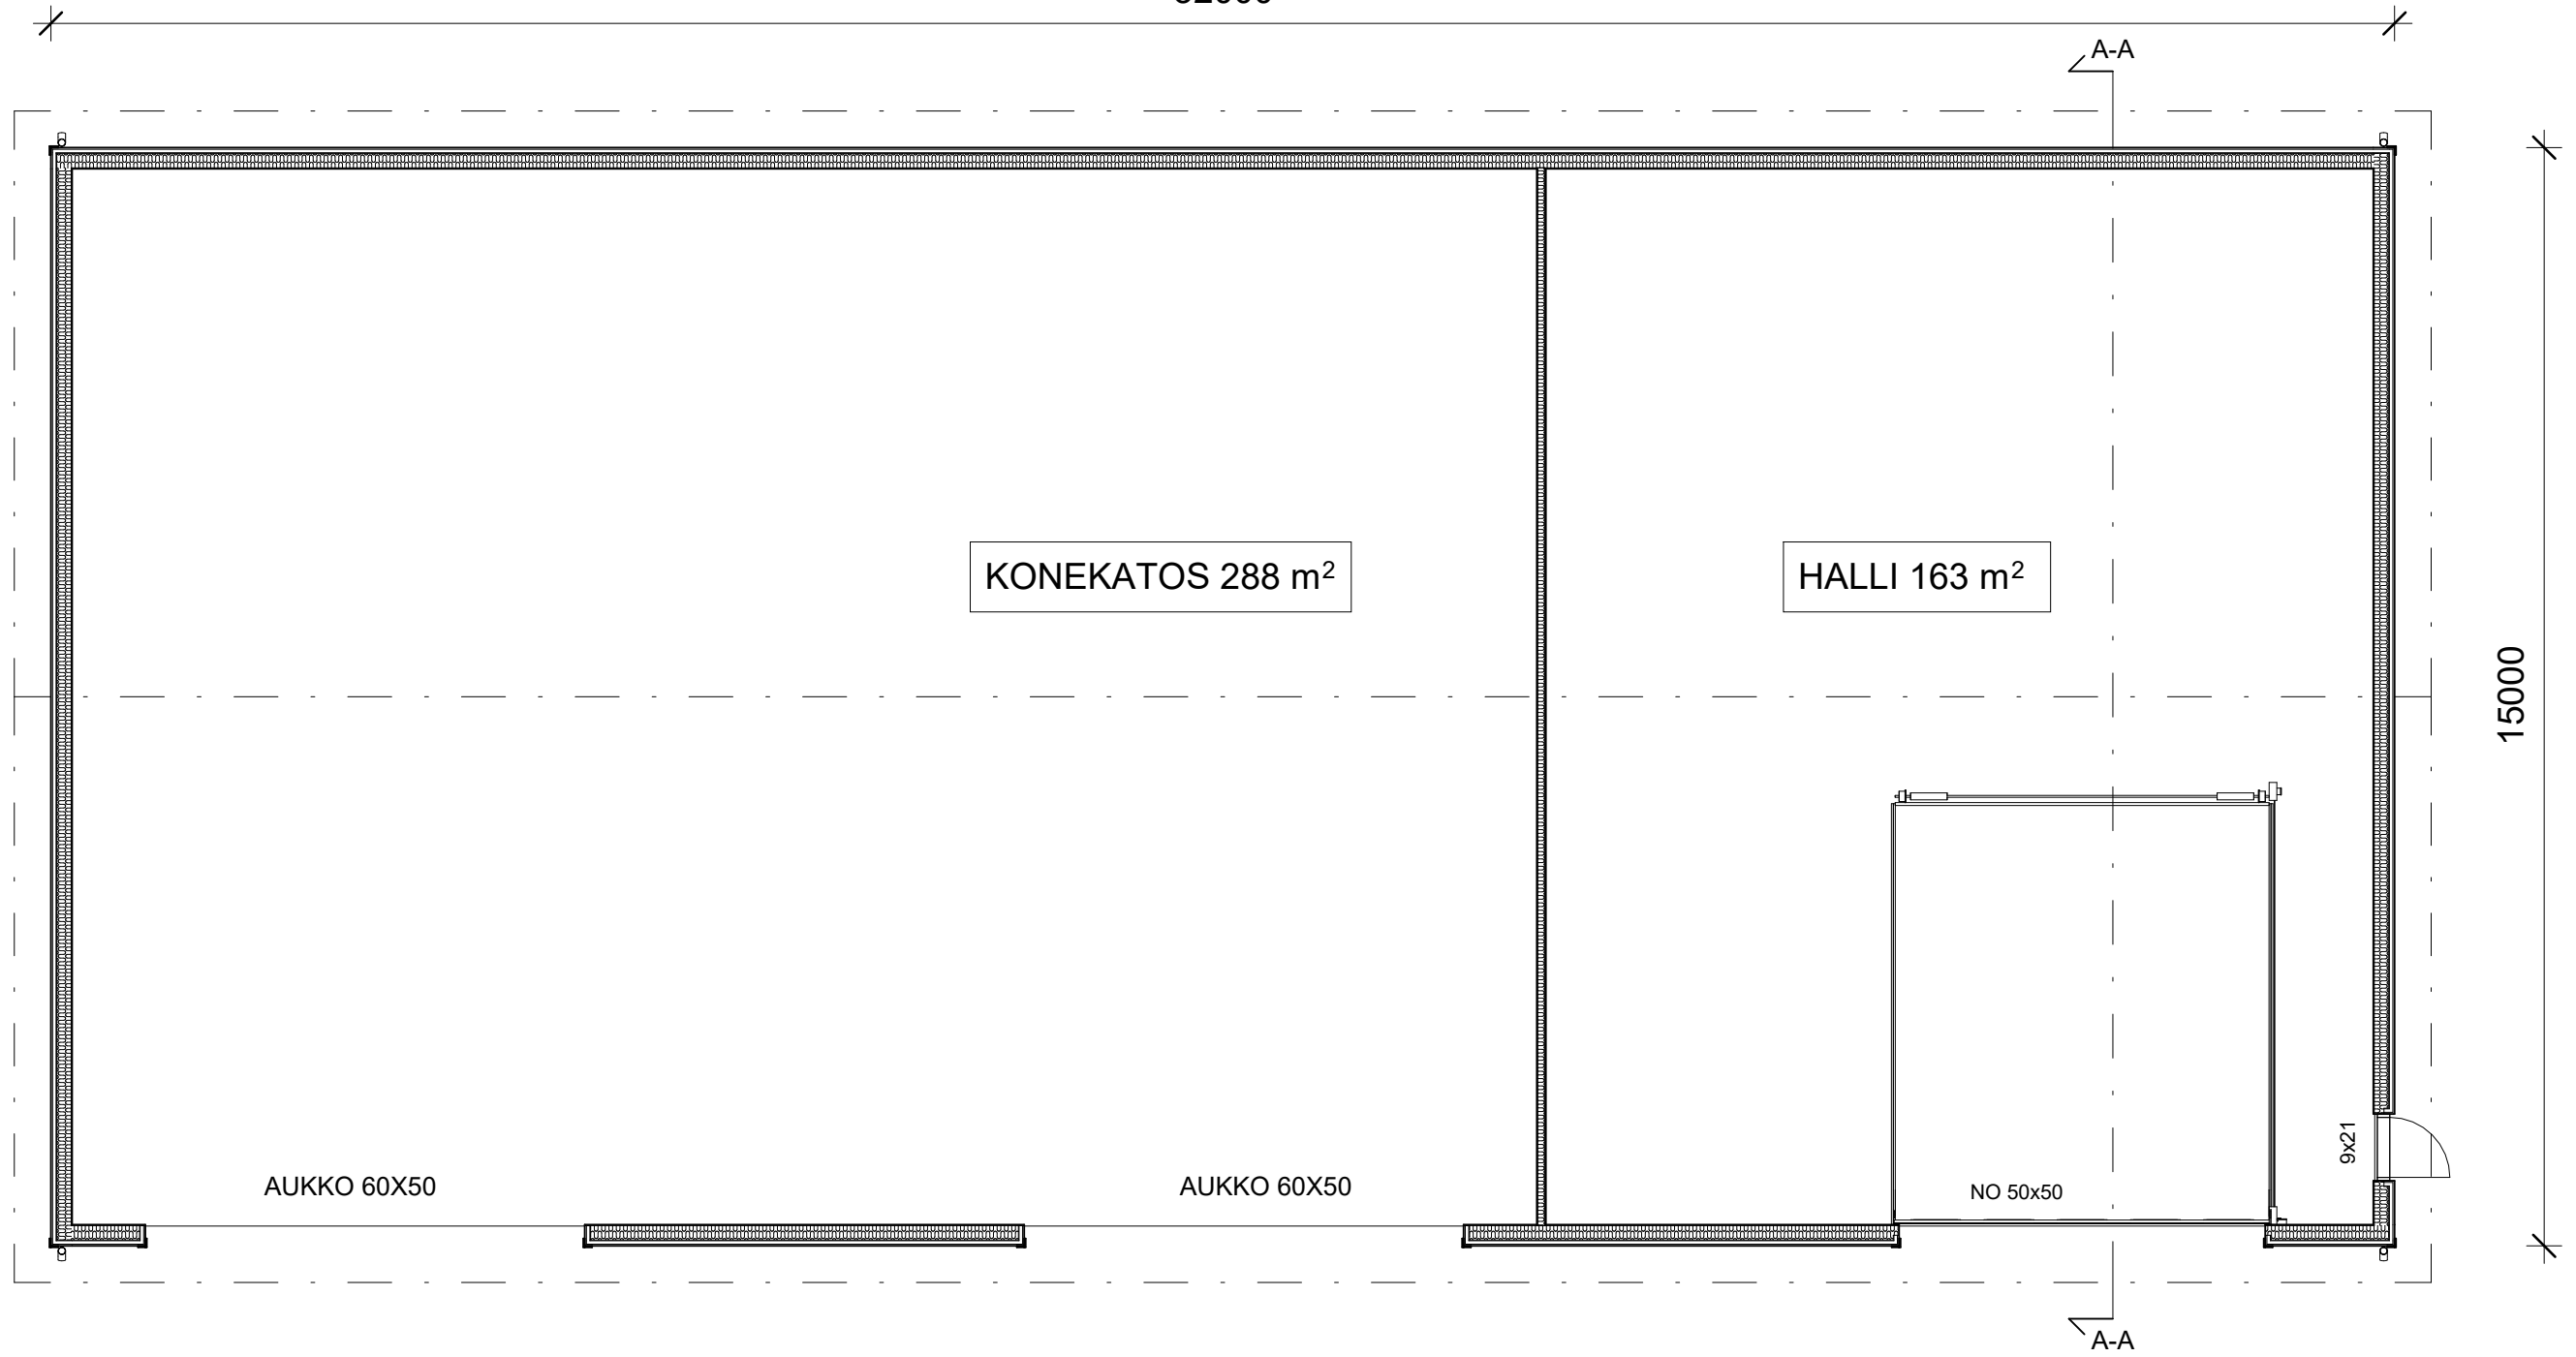 A-A
KONEKATOS 288 m²
HALLI 163 m²
15000
9x21
AUKKO 60X50
AUKKO 60X50
NO 50x50
A-A